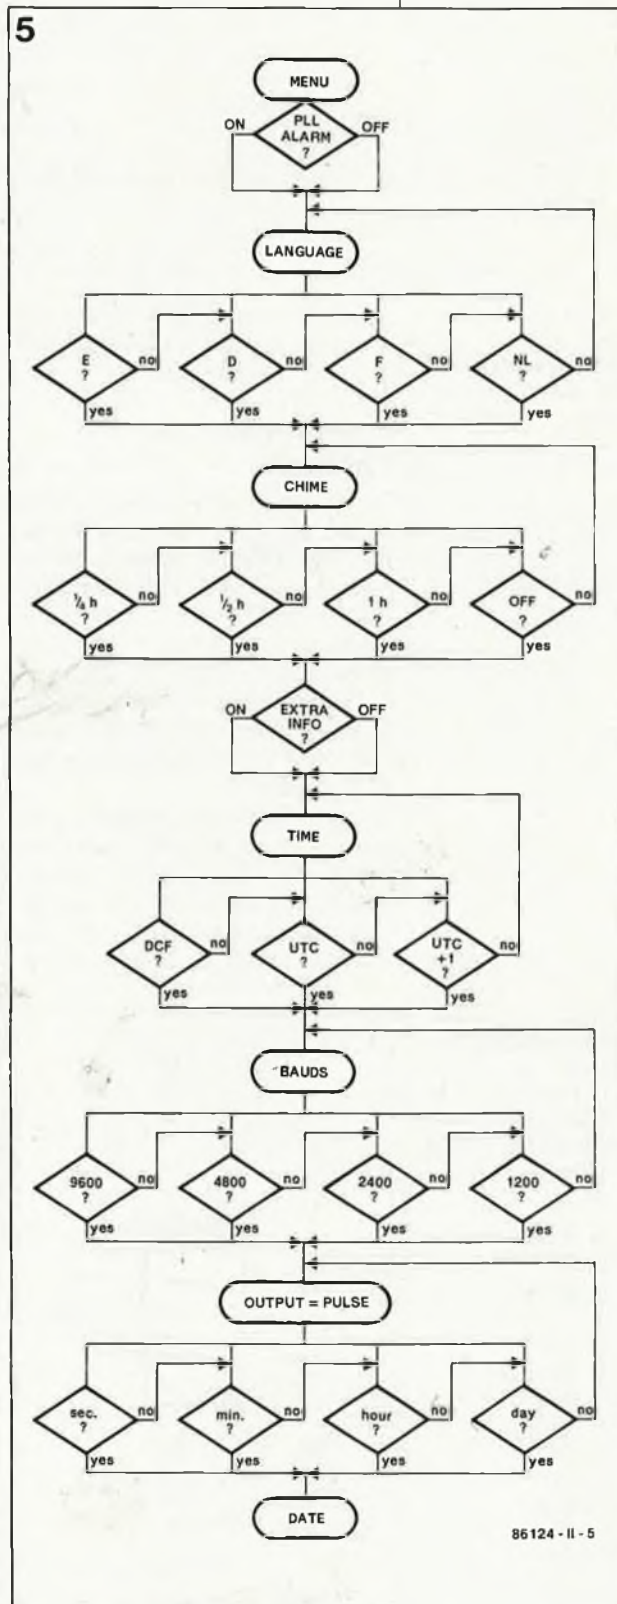 5
MENU
ON PLL ALARM ? OFF
LANGUAGE
E ? no D ? no F ? no NL ? no
yes yes yes yes
CHIME
¼ h ? no ½ h ? no 1 h ? no OFF ? no
yes yes yes yes
ON EXTRA INFO ? OFF
TIME
DCF ? no UTC ? no UTC +1 ? no
yes yes yes
BAUDS
9600 ? no 4800 ? no 2400 ? no 1200 ? no
yes yes yes yes
OUTPUT = PULSE
sec. ? no min. ? no hour ? no day ? no
yes yes yes yes
DATE
86124 - II - 5